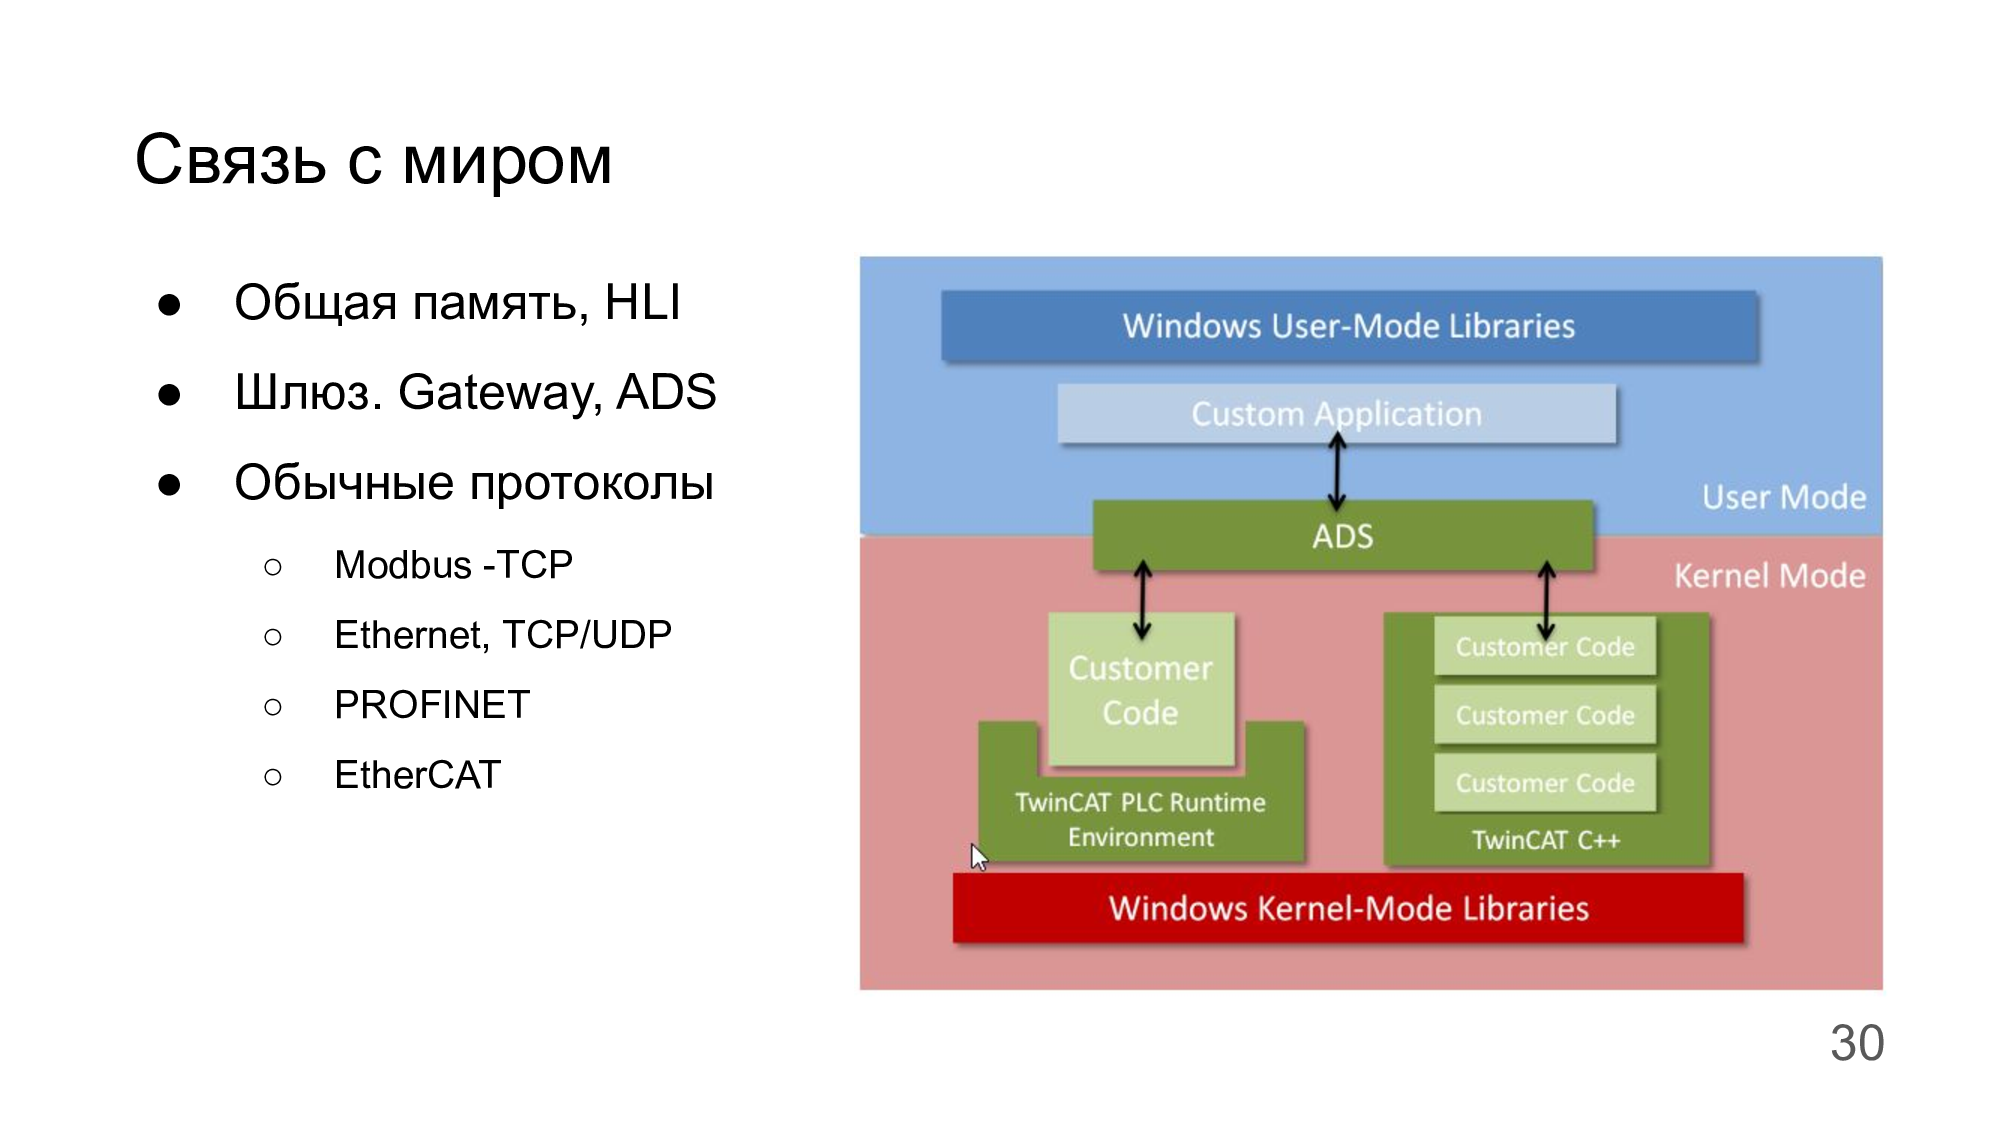 Связь с миром
● Общая память, HLI
● Шлюз. Gateway, ADS
● Обычные протоколы
○ Modbus -TCP
○ Ethernet, TCP/UDP
○ PROFINET
○ EtherCAT
Windows User-Mode Libraries
Custom Application
User Mode
ADS
Kernel Mode
Customer
Code
TwinCAT PLC Runtime
Environment
Customer Code
Customer Code
Customer Code
TwinCAT C++
Windows Kernel-Mode Libraries
30